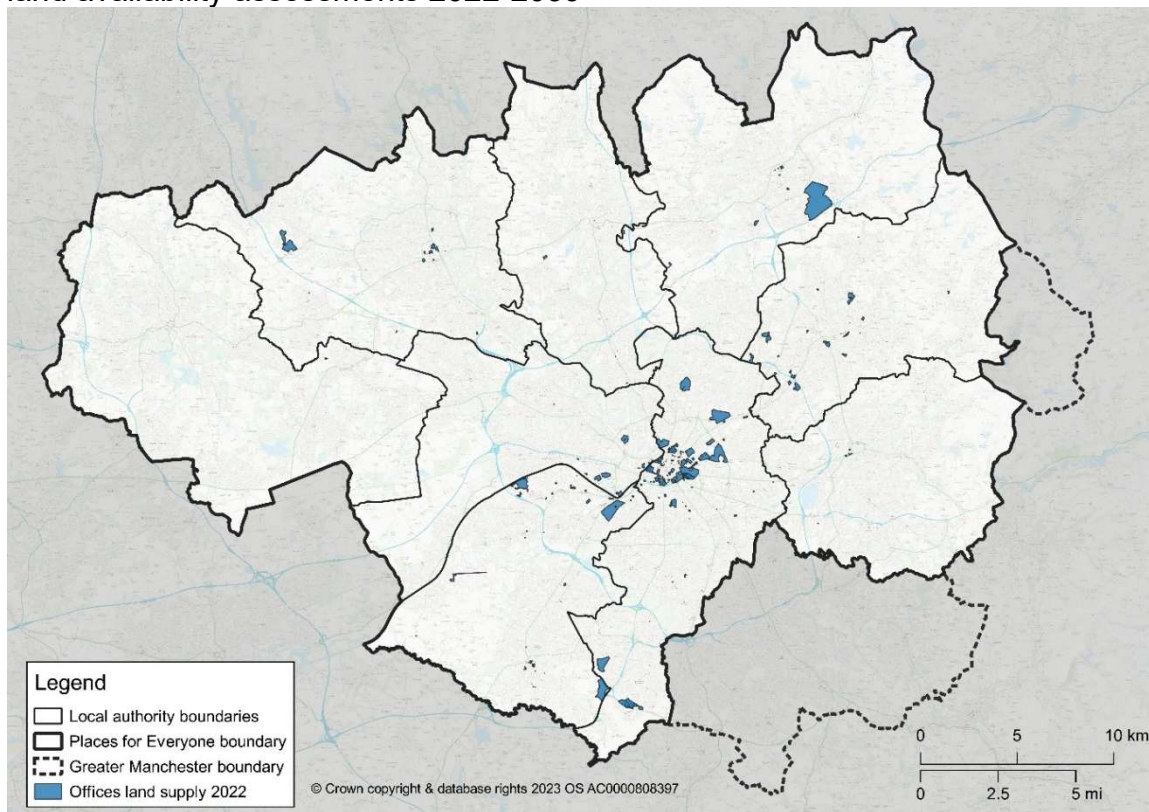 land availability assessments 2022-2039
Legend
Local authority boundaries
Places for Everyone boundary
Greater Manchester boundary
Offices land supply 2022
© Crown copyright & database rights 2023 OS AC0000808397
0 5 10 km
0 2.5 5 mi